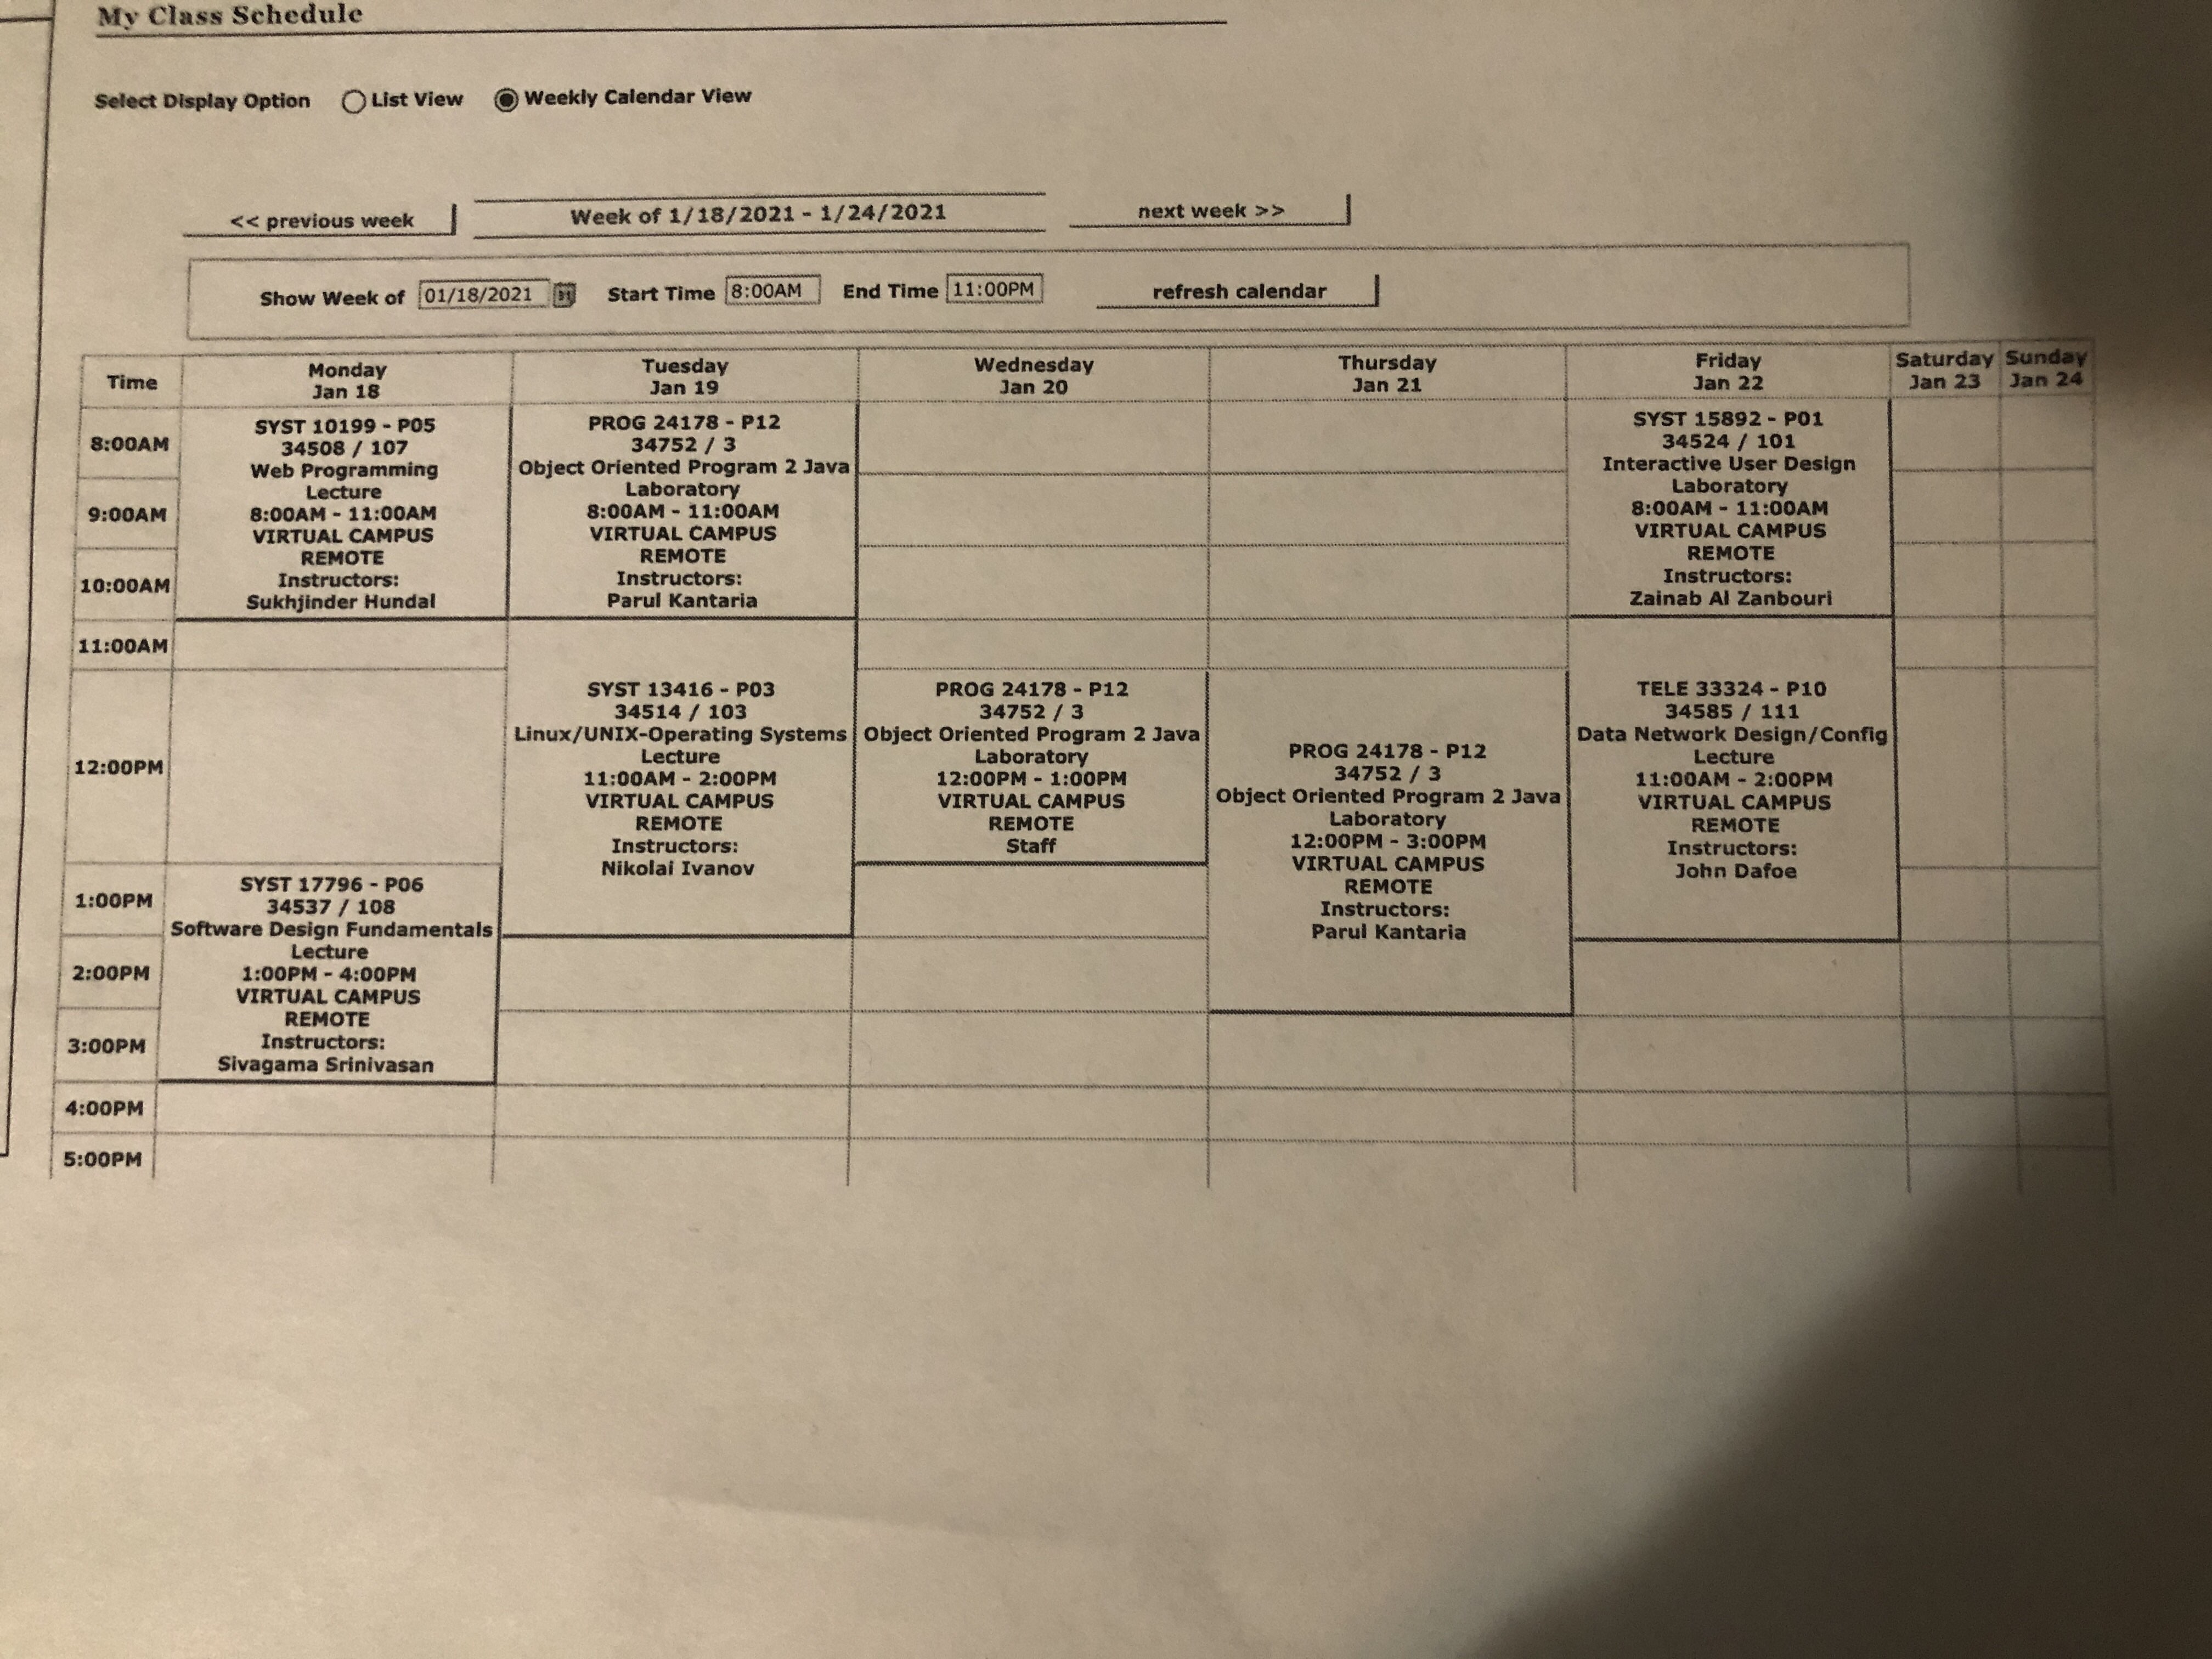 My Class Schedule
Select Display Option List View Weekly Calendar View
<< previous week
Week of 1/18/2021 - 1/24/2021
next week >>
Show Week of 01/18/2021 31 Start Time 8:00AM End Time 11:00PM refresh calendar
Time
Monday
Jan 18
Tuesday
Jan 19
Wednesday
Jan 20
Thursday
Jan 21
Friday
Jan 22
Saturday
Jan 23
Sunday
Jan 24
8:00AM
9:00AM
10:00AM
11:00AM
12:00PM
1:00PM
2:00PM
3:00PM
4:00PM
5:00PM
SYST 10199 - P05
34508 / 107
Web Programming
Lecture
8:00AM - 11:00AM
VIRTUAL CAMPUS
REMOTE
Instructors:
Sukhjinder Hundal
SYST 17796 - P06
34537 / 108
Software Design Fundamentals
Lecture
1:00PM - 4:00PM
VIRTUAL CAMPUS
REMOTE
Instructors:
Sivagama Srinivasan
PROG 24178 - P12
34752 / 3
Object Oriented Program 2 Java
Laboratory
8:00AM - 11:00AM
VIRTUAL CAMPUS
REMOTE
Instructors:
Parul Kantaria
SYST 13416 - P03
34514 / 103
Linux/UNIX-Operating Systems
Lecture
11:00AM - 2:00PM
VIRTUAL CAMPUS
REMOTE
Instructors:
Nikolai Ivanov
PROG 24178 - P12
34752 / 3
Object Oriented Program 2 Java
Laboratory
12:00PM - 1:00PM
VIRTUAL CAMPUS
REMOTE
Staff
PROG 24178 - P12
34752 / 3
Object Oriented Program 2 Java
Laboratory
12:00PM - 3:00PM
VIRTUAL CAMPUS
REMOTE
Instructors:
Parul Kantaria
SYST 15892 - P01
34524 / 101
Interactive User Design
Laboratory
8:00AM - 11:00AM
VIRTUAL CAMPUS
REMOTE
Instructors:
Zainab Al Zanbouri
TELE 33324 - P10
34585 / 111
Data Network Design/Config
Lecture
11:00AM - 2:00PM
VIRTUAL CAMPUS
REMOTE
Instructors:
John Dafoe